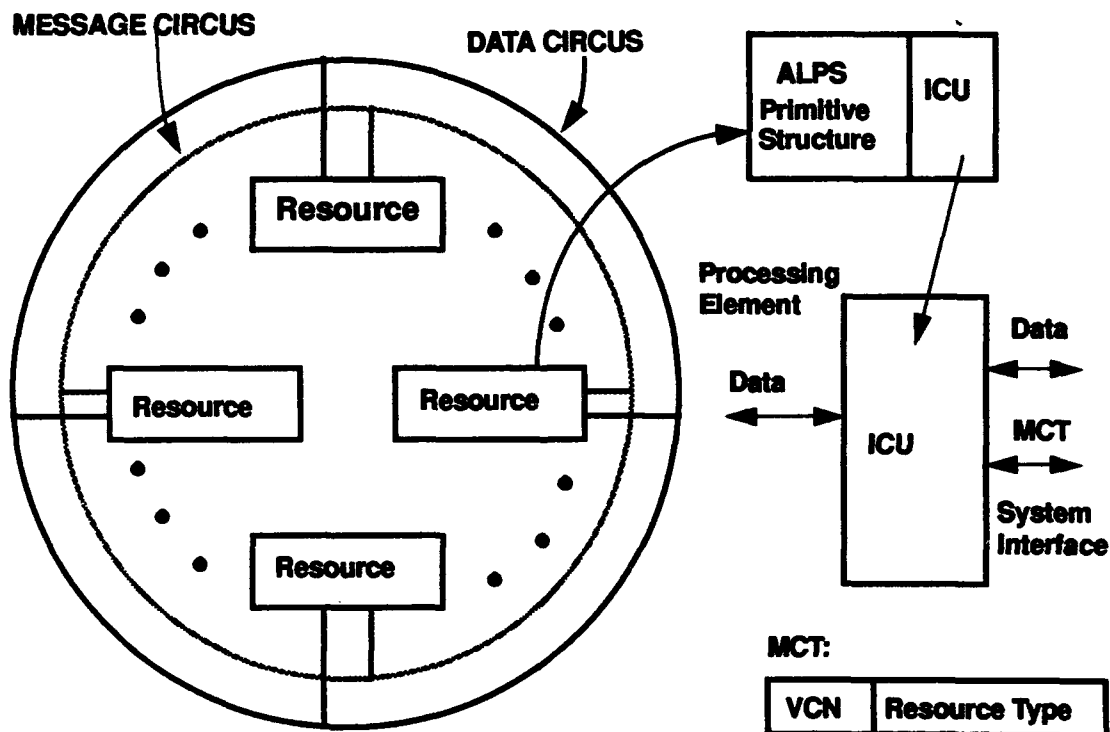 MESSAGE CIRCUS
DATA CIRCUS
ALPS
Primitive
Structure
ICU
Resource
Resource
Resource
Resource
Processing
Element
Data
ICU
Data
MCT
System
Interface
MCT:
VCN
Resource Type